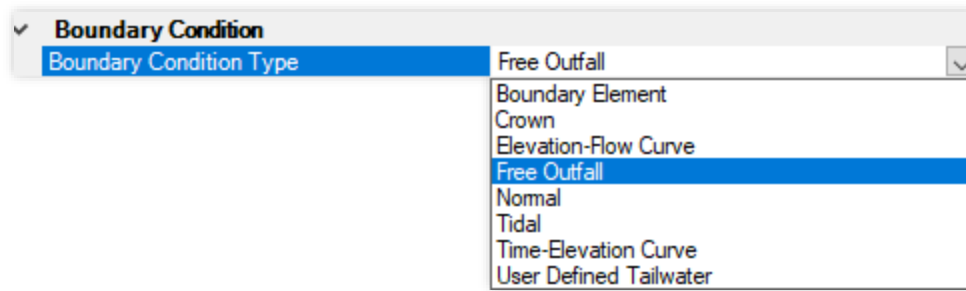 Boundary Condition
Boundary Condition Type Free Outfall
Boundary Element
Crown
Elevation-Flow Curve
Free Outfall
Normal
Tidal
Time-Elevation Curve
User Defined Tailwater